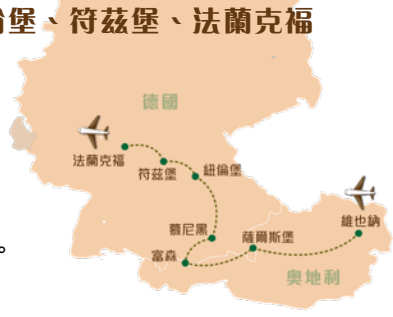 堡、符茲堡、法蘭克福
德國
法蘭克福
符茲堡
紐倫堡
慕尼黑
富森
薩爾斯堡
維也納
奧地利
。